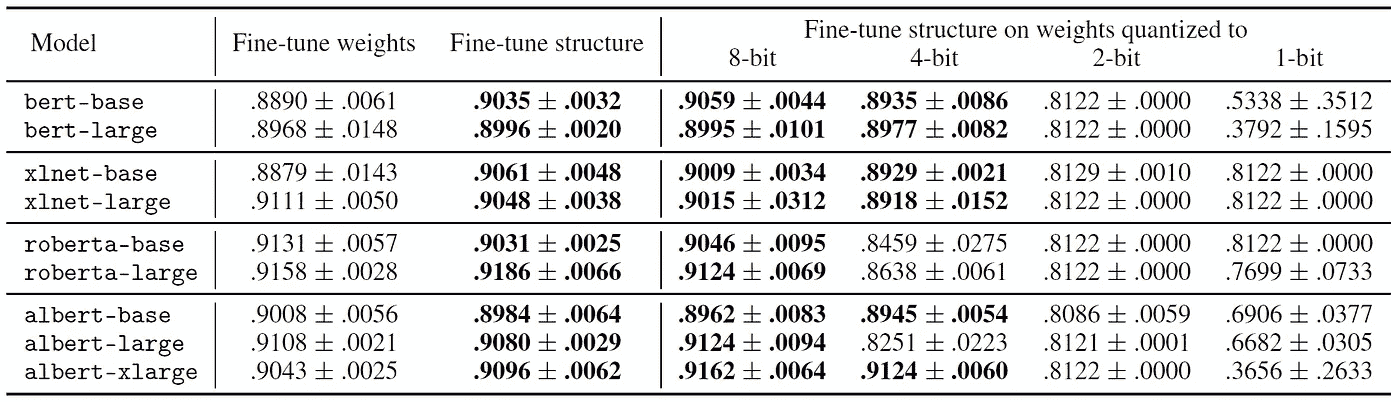 Model Fine-tune weights Fine-tune structure Fine-tune structure on weights quantized to
8-bit 4-bit 2-bit 1-bit
bert-base .8890 ± .0061 .9035 ± .0032 .9059 ± .0044 .8935 ± .0086 .8122 ± .0000 .5338 ± .3512
bert-large .8968 ± .0148 .8996 ± .0020 .8995 ± .0101 .8977 ± .0082 .8122 ± .0000 .3792 ± .1595
xlnet-base .8879 ± .0143 .9061 ± .0048 .9009 ± .0034 .8929 ± .0021 .8129 ± .0010 .8122 ± .0000
xlnet-large .9111 ± .0050 .9048 ± .0038 .9015 ± .0312 .8918 ± .0152 .8122 ± .0000 .8122 ± .0000
roberta-base .9131 ± .0057 .9031 ± .0025 .9046 ± .0095 .8459 ± .0275 .8122 ± .0000 .8122 ± .0000
roberta-large .9158 ± .0028 .9186 ± .0066 .9124 ± .0069 .8638 ± .0061 .8122 ± .0000 .7699 ± .0733
albert-base .9008 ± .0056 .8984 ± .0064 .8962 ± .0083 .8945 ± .0054 .8086 ± .0059 .6906 ± .0377
albert-large .9108 ± .0021 .9080 ± .0029 .9124 ± .0094 .8251 ± .0223 .8121 ± .0001 .6682 ± .0305
albert-xlarge .9043 ± .0025 .9096 ± .0062 .9162 ± .0064 .9124 ± .0060 .8122 ± .0000 .3656 ± .2633